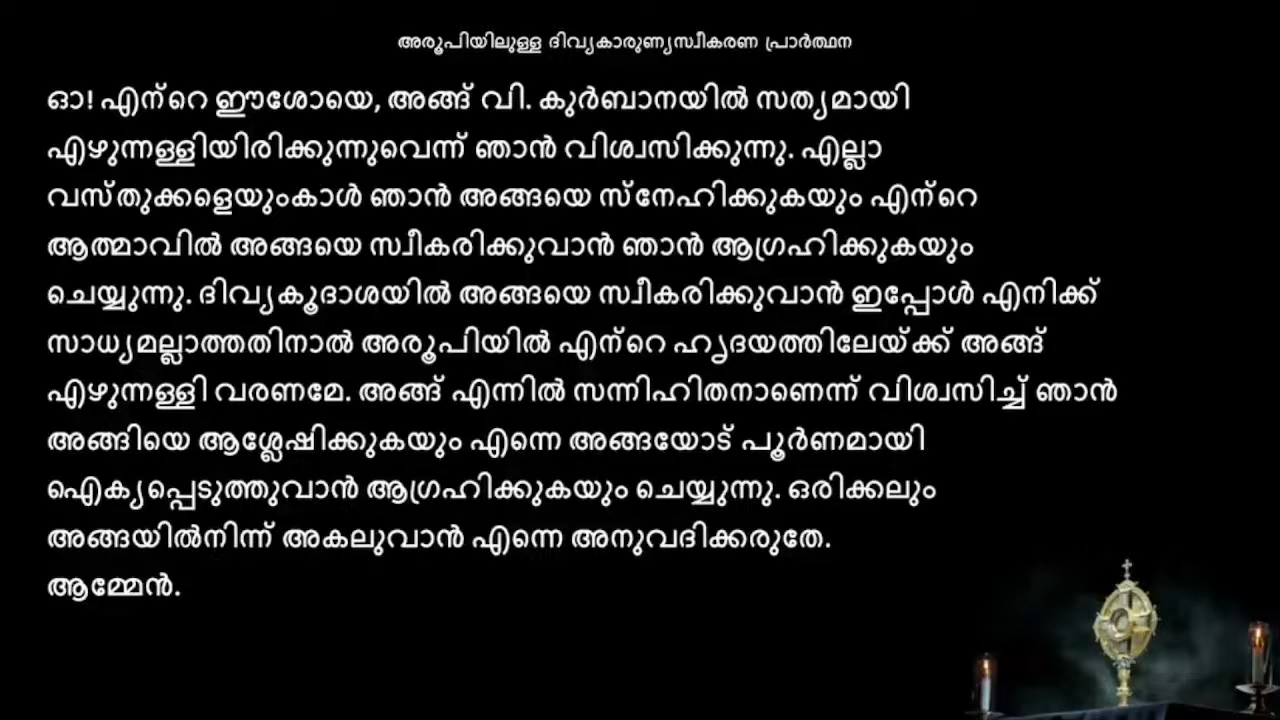 അരൂപിയിലുള്ള ദിവ്യകാരുണ്യസ്വീകരണ പ്രാർത്ഥന
ഓ! എന്റെ ഈശോയെ, അങ്ങ് വി. കുർബാനയിൽ സത്യമായി
എഴുന്നള്ളിയിരിക്കുന്നുവെന്ന് ഞാൻ വിശ്വസിക്കുന്നു. എല്ലാ
വസ്തുക്കളെയുംകാൾ ഞാൻ അങ്ങയെ സ്നേഹിക്കുകയും എന്റെ
ആത്മാവിൽ അങ്ങയെ സ്വീകരിക്കുവാൻ ഞാൻ ആഗ്രഹിക്കുകയും
ചെയ്യുന്നു. ദിവ്യകൂദാശയിൽ അങ്ങയെ സ്വീകരിക്കുവാൻ ഇപ്പോൾ എനിക്ക്
സാധ്യമല്ലാത്തതിനാൽ അരൂപിയിൽ എന്റെ ഹൃദയത്തിലേയ്ക്ക് അങ്ങ്
എഴുന്നള്ളി വരണമേ. അങ്ങ് എന്നിൽ സന്നിഹിതനാണെന്ന് വിശ്വസിച്ച് ഞാൻ
അങ്ങിയെ ആശ്ലേഷിക്കുകയും എന്നെ അങ്ങയോട് പൂർണമായി
ഐക്യപ്പെടുത്തുവാൻ ആഗ്രഹിക്കുകയും ചെയ്യുന്നു. ഒരിക്കലും
അങ്ങയിൽനിന്ന് അകലുവാൻ എന്നെ അനുവദിക്കരുതേ.
ആമ്മേൻ.